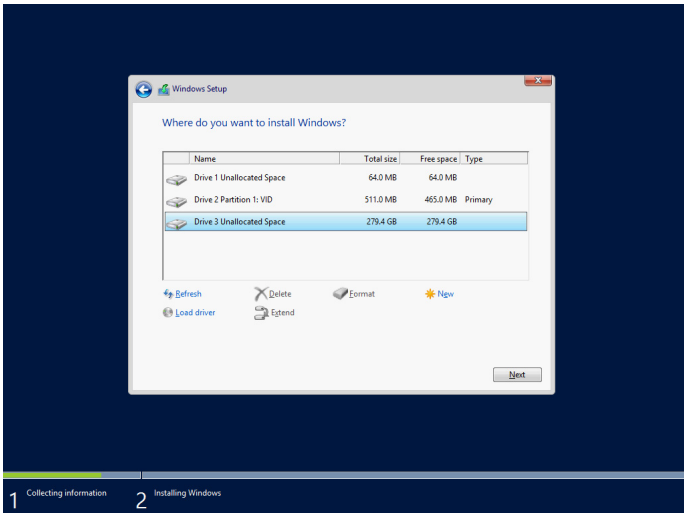 Windows Setup
Where do you want to install Windows?
Name Total size Free space Type
Drive 1 Unallocated Space 64.0 MB 64.0 MB
Drive 2 Partition 1: VID 511.0 MB 465.0 MB Primary
Drive 3 Unallocated Space 279.4 GB 279.4 GB
Refresh Delete Format New
Load driver Extend
Next
1 Collecting information 2 Installing Windows